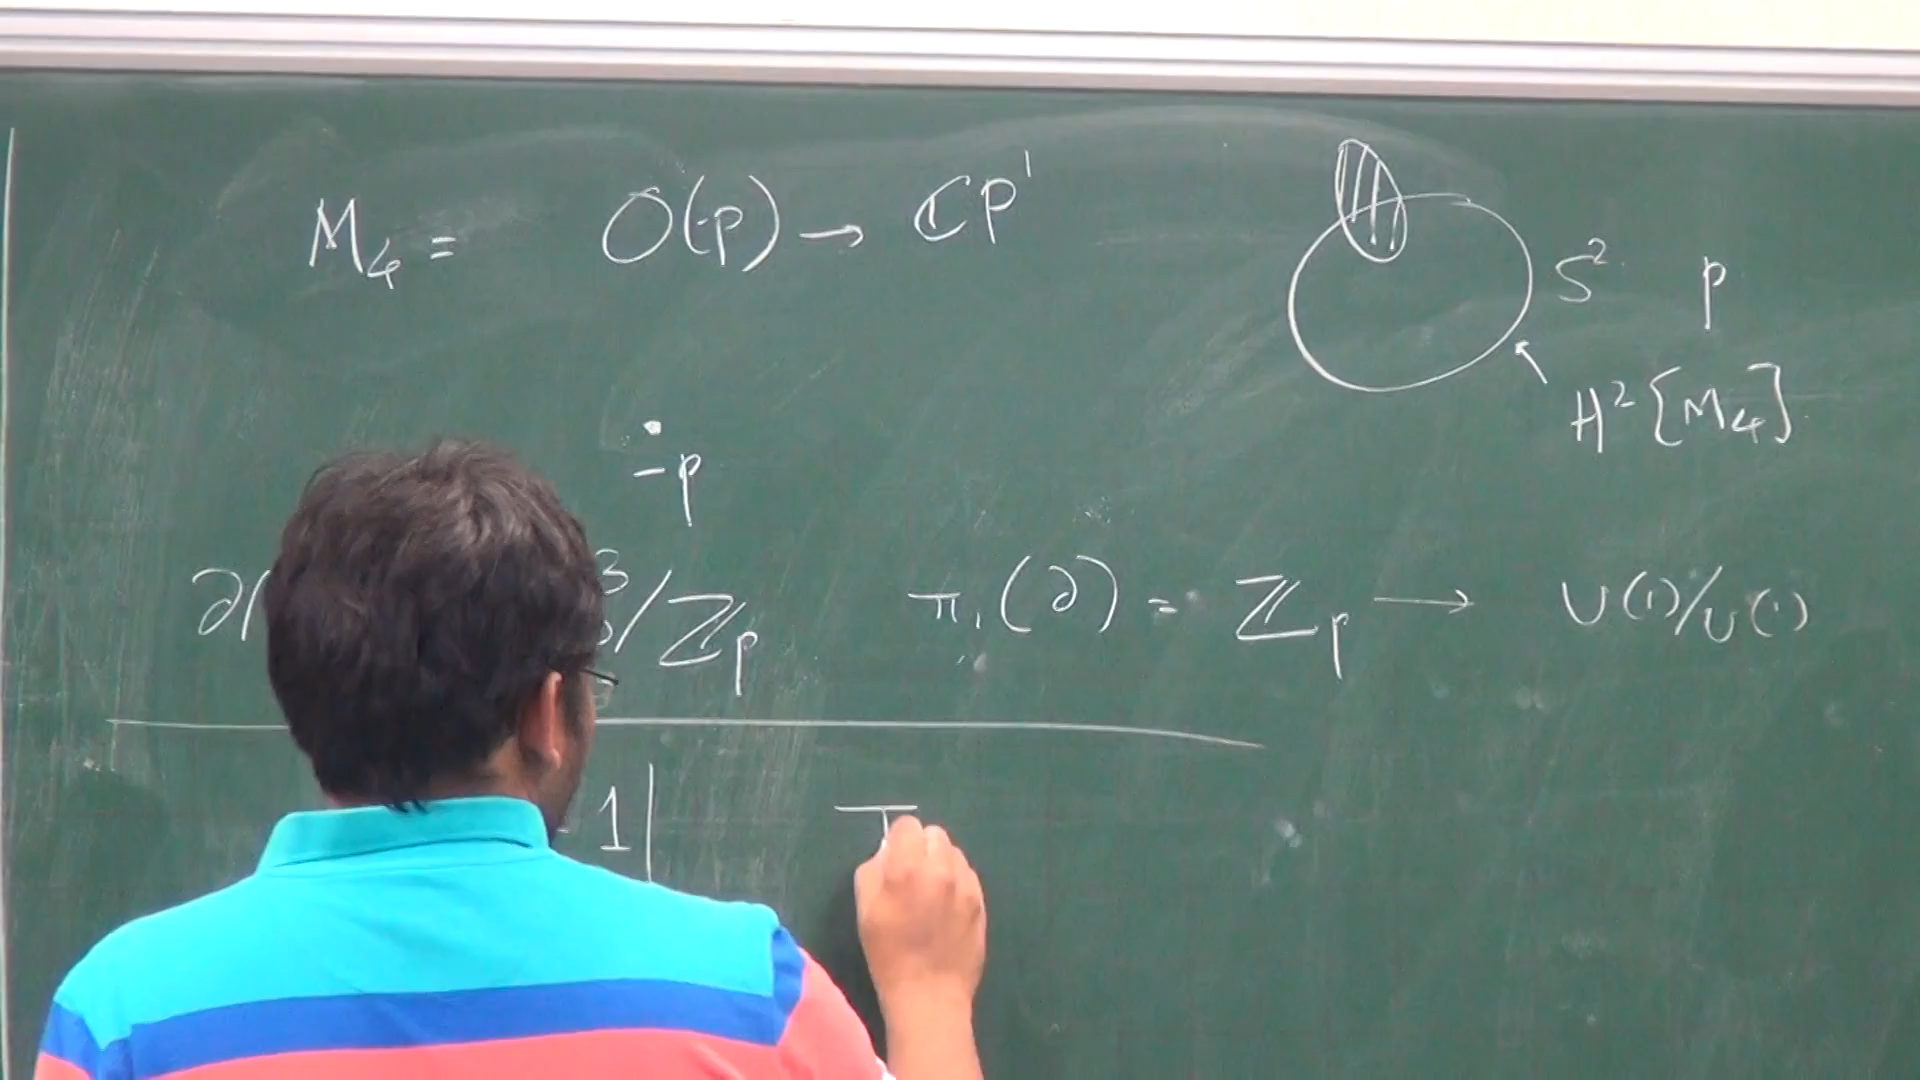 M₄ = O(-p) → ℂP¹
S² p
H² [M₄]
-p
∂ ³/ℤₚ π₁(∂) = ℤₚ → U(1)/U(1)
1| T